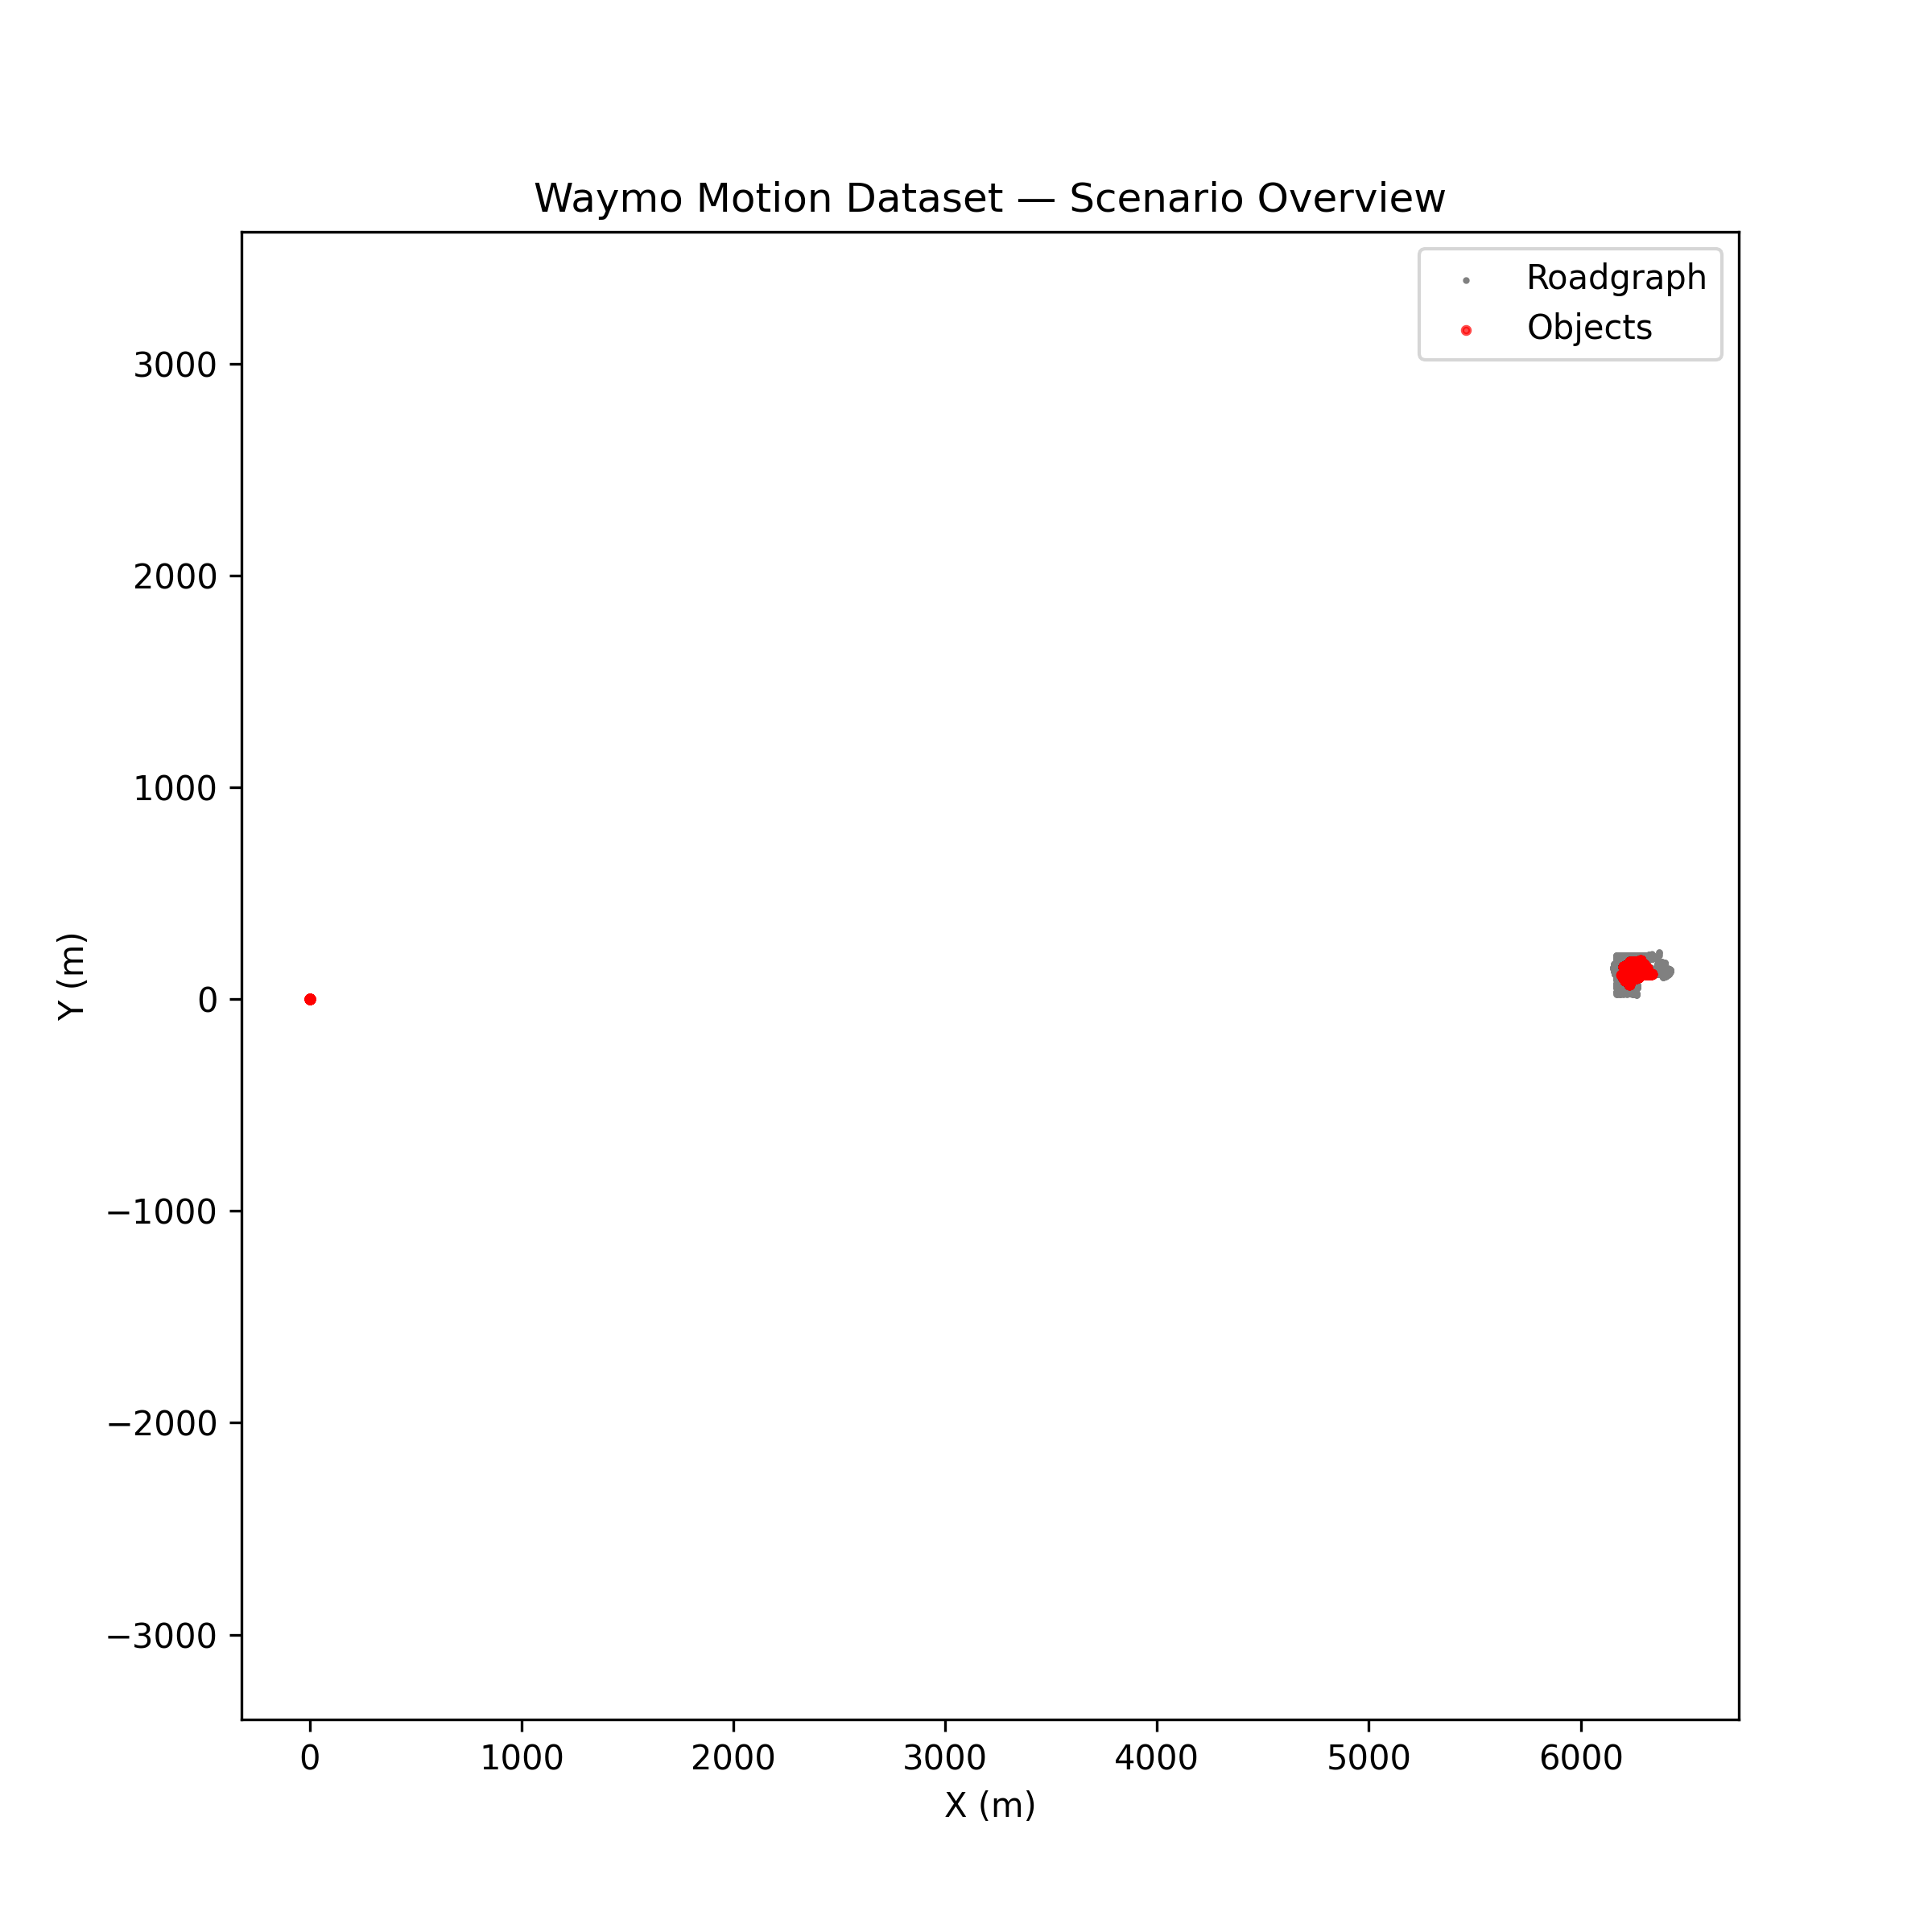 Waymo Motion Dataset — Scenario Overview
Roadgraph
Objects
3000
2000
1000
0
−1000
−2000
−3000
Y (m)
0 1000 2000 3000 4000 5000 6000
X (m)